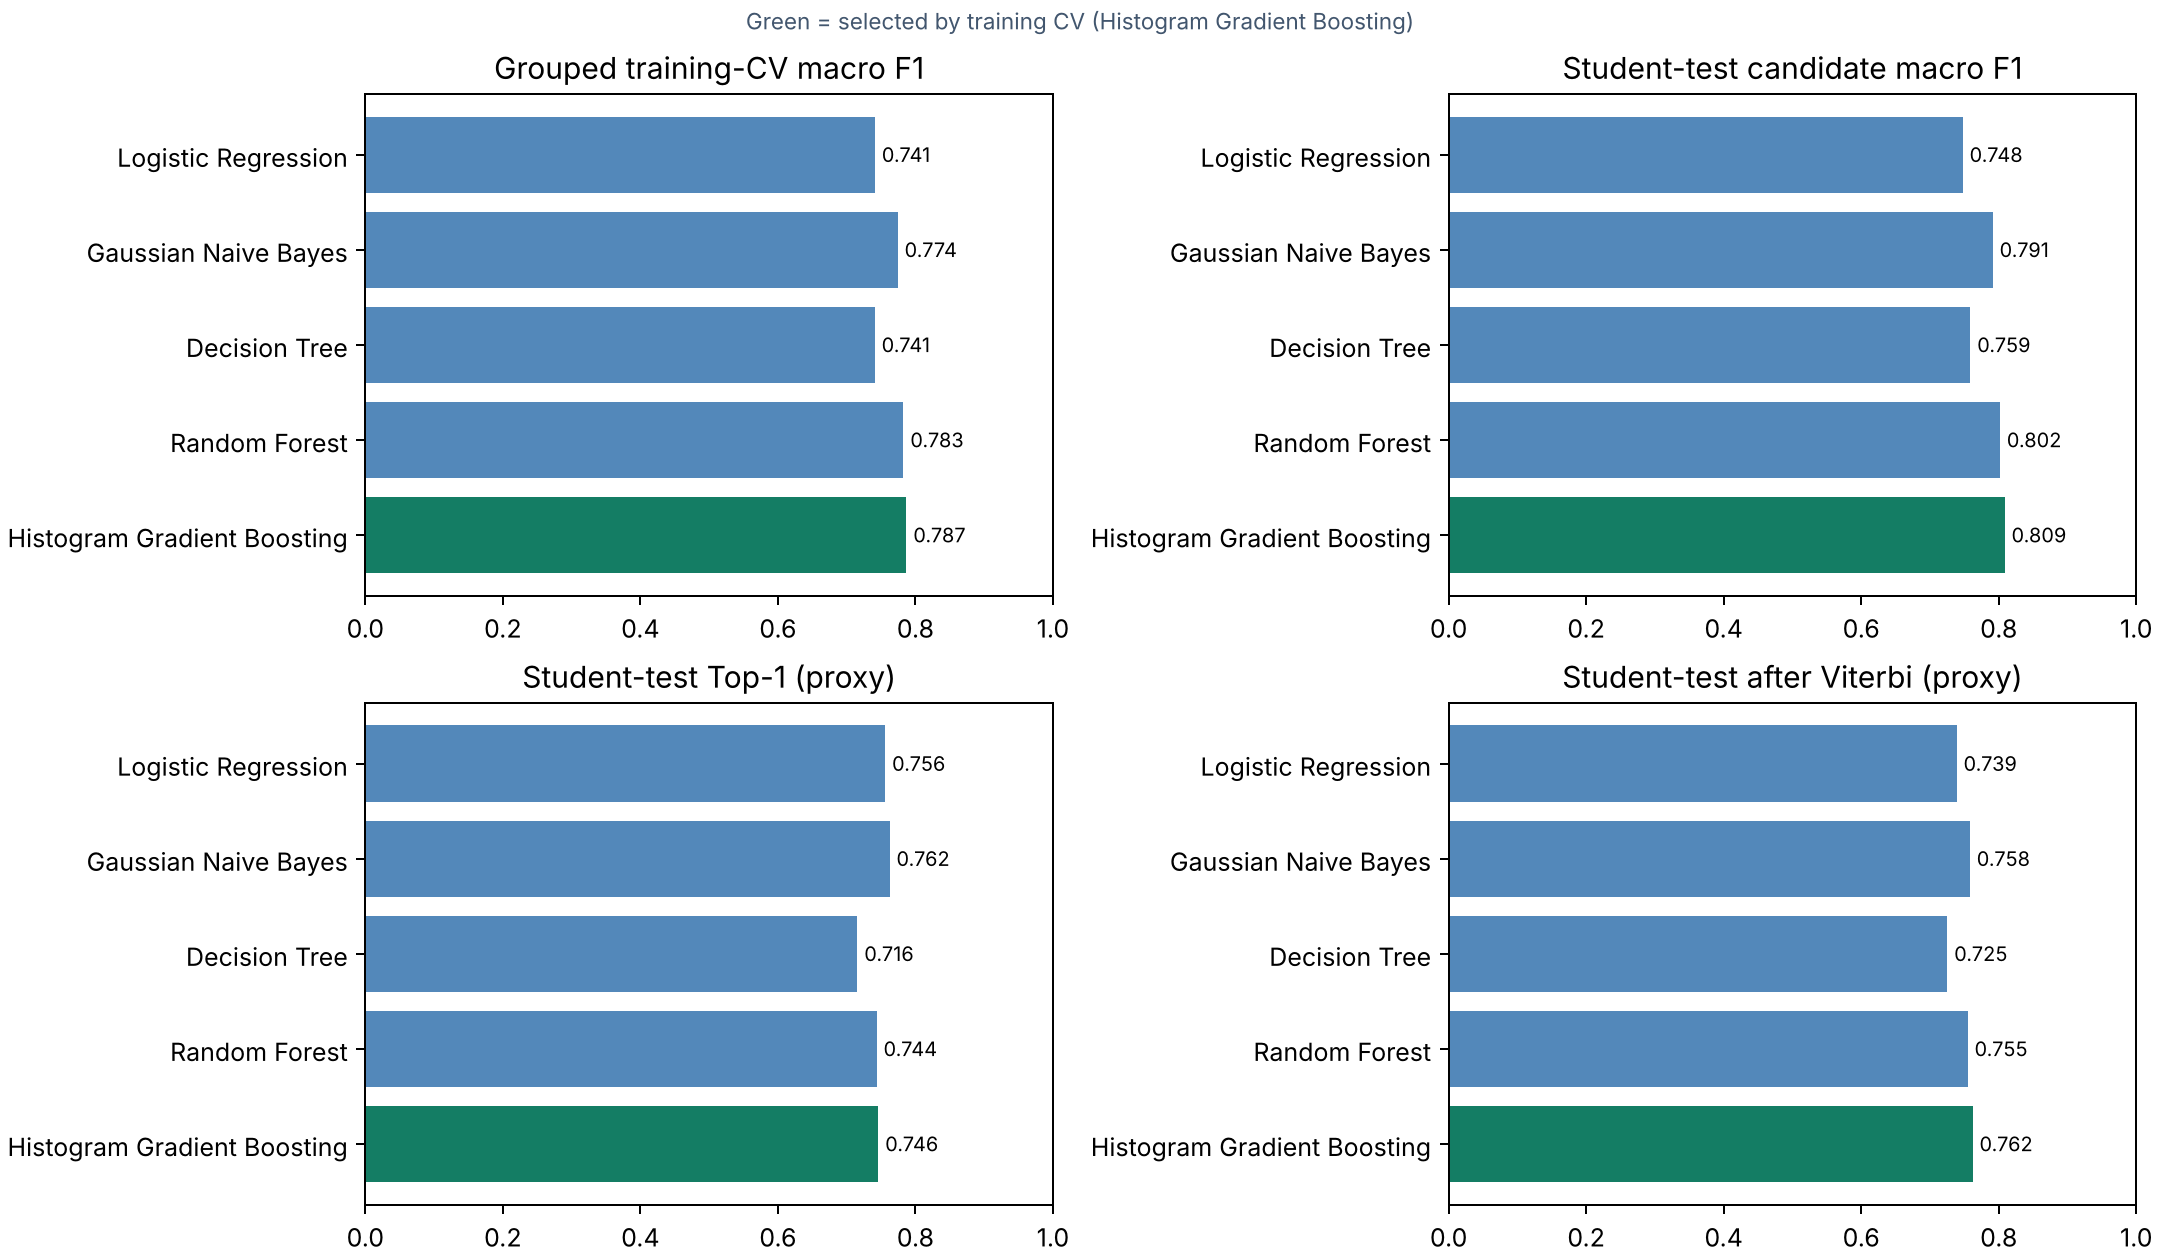 Green = selected by training CV (Histogram Gradient Boosting)
Grouped training-CV macro F1
Logistic Regression 0.741
Gaussian Naive Bayes 0.774
Decision Tree 0.741
Random Forest 0.783
Histogram Gradient Boosting 0.787
0.0 0.2 0.4 0.6 0.8 1.0
Student-test candidate macro F1
Logistic Regression 0.748
Gaussian Naive Bayes 0.791
Decision Tree 0.759
Random Forest 0.802
Histogram Gradient Boosting 0.809
0.0 0.2 0.4 0.6 0.8 1.0
Student-test Top-1 (proxy)
Logistic Regression 0.756
Gaussian Naive Bayes 0.762
Decision Tree 0.716
Random Forest 0.744
Histogram Gradient Boosting 0.746
0.0 0.2 0.4 0.6 0.8 1.0
Student-test after Viterbi (proxy)
Logistic Regression 0.739
Gaussian Naive Bayes 0.758
Decision Tree 0.725
Random Forest 0.755
Histogram Gradient Boosting 0.762
0.0 0.2 0.4 0.6 0.8 1.0